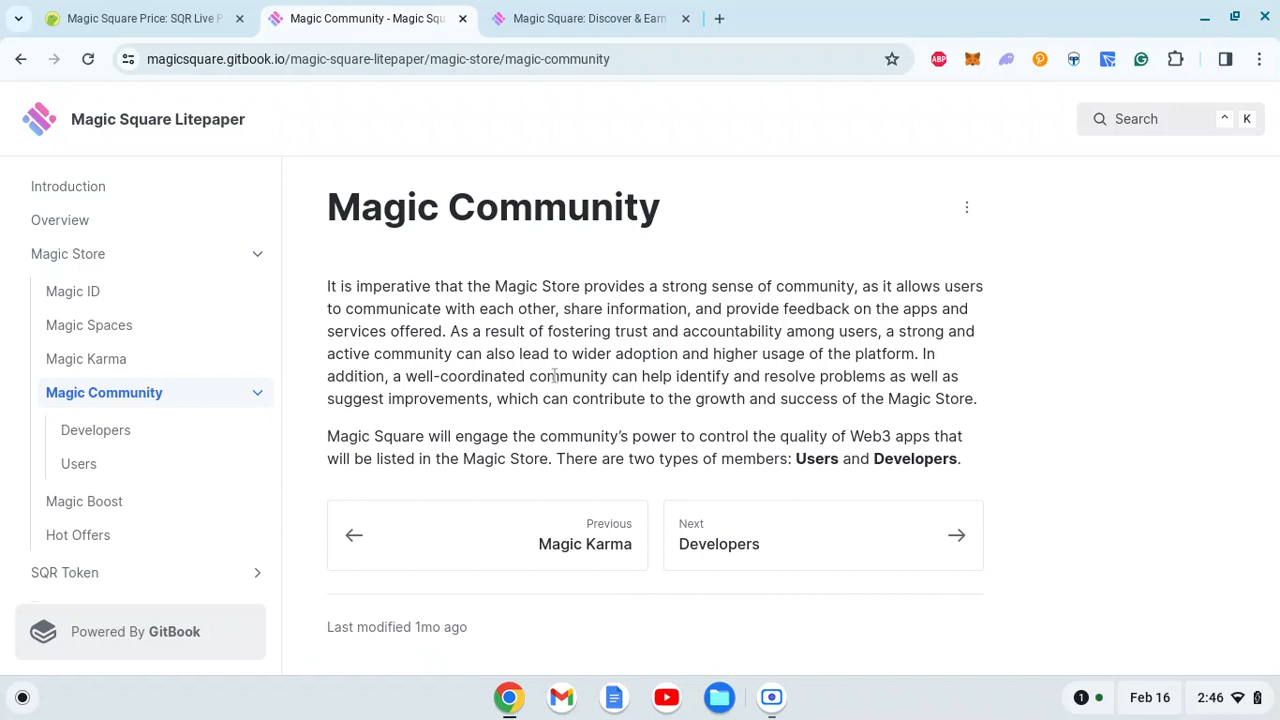 Magic Square Price: SQR Live P
Magic Community - Magic Squ
Magic Square: Discover & Earn
magicsquare.gitbook.io/magic-square-litepaper/magic-store/magic-community
ABP
Magic Square Litepaper
Search
^ K
Introduction
Overview
Magic Store
Magic ID
Magic Spaces
Magic Karma
Magic Community
Developers
Users
Magic Boost
Hot Offers
SQR Token
Powered By GitBook
Magic Community
It is imperative that the Magic Store provides a strong sense of community, as it allows users
to communicate with each other, share information, and provide feedback on the apps and
services offered. As a result of fostering trust and accountability among users, a strong and
active community can also lead to wider adoption and higher usage of the platform. In
addition, a well-coordinated community can help identify and resolve problems as well as
suggest improvements, which can contribute to the growth and success of the Magic Store.
Magic Square will engage the community’s power to control the quality of Web3 apps that
will be listed in the Magic Store. There are two types of members: Users and Developers.
Previous
Magic Karma
Next
Developers
Last modified 1mo ago
1
Feb 16
2:46